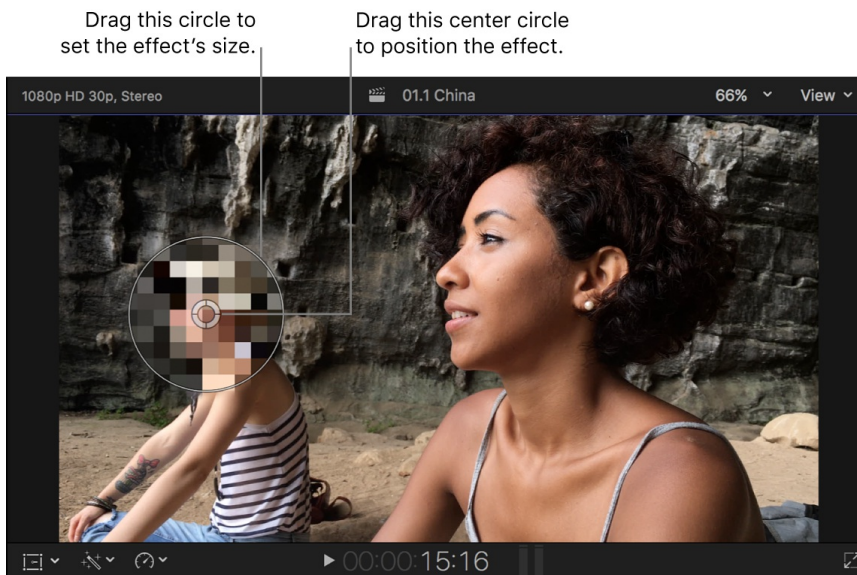 Drag this circle to
set the effect’s size.
Drag this center circle
to position the effect.
1080p HD 30p, Stereo
01.1 China
66%
View
00:00:15:16